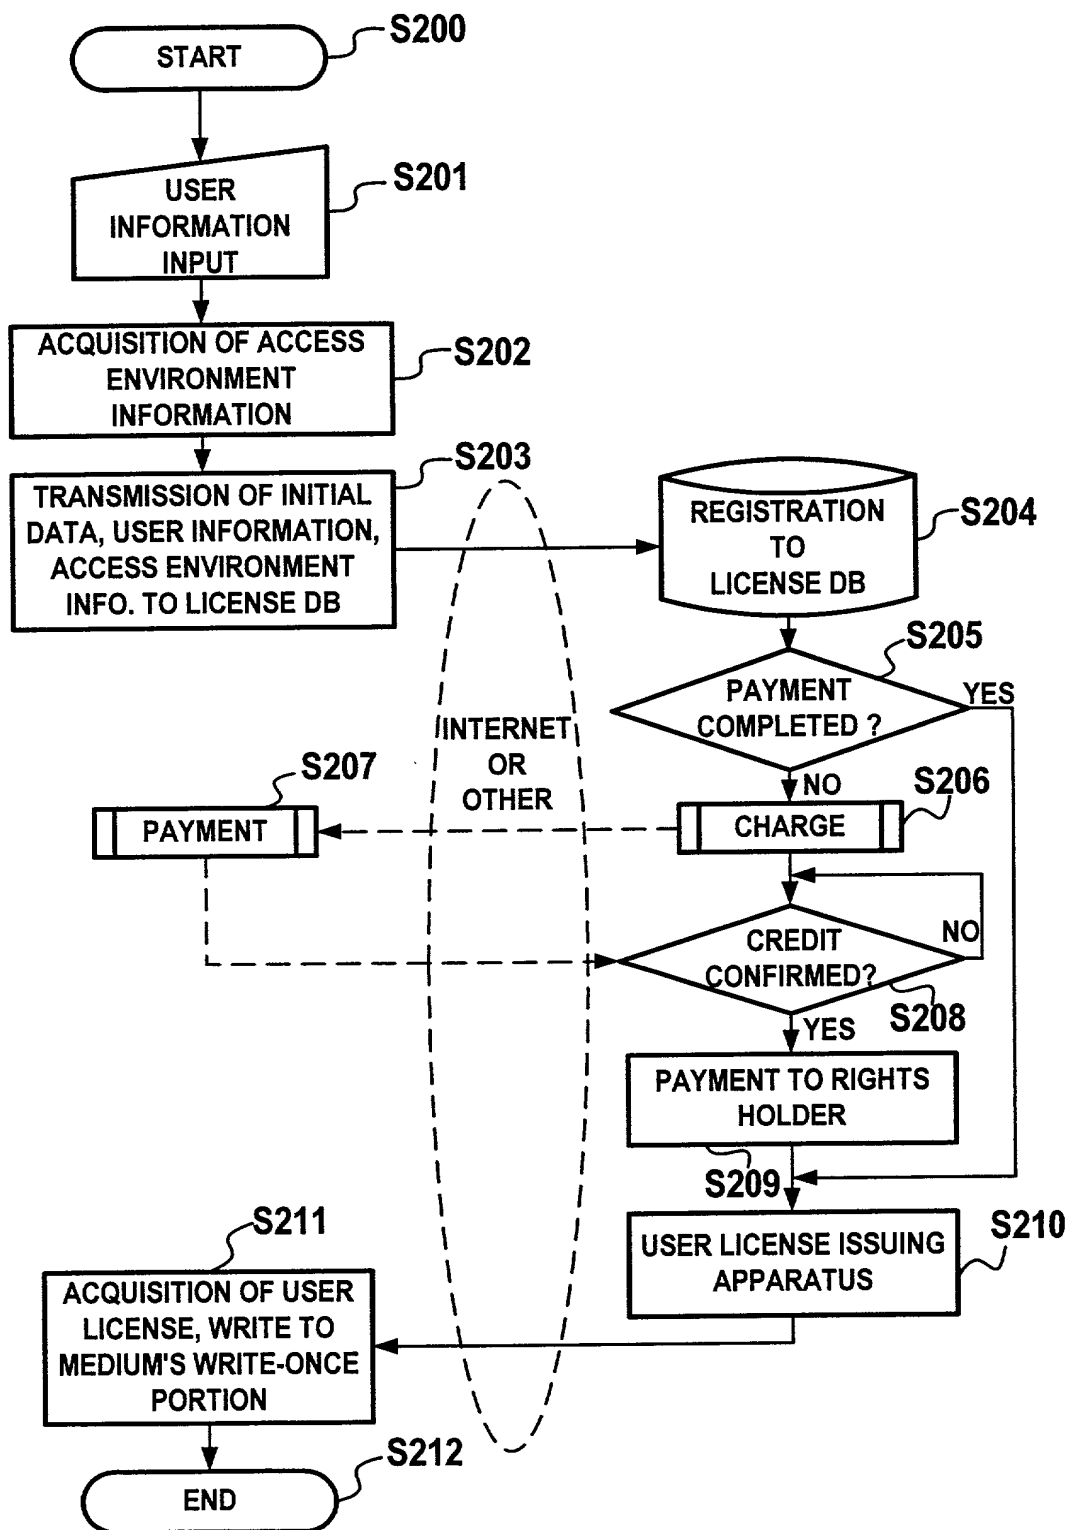 START
S200
USER
INFORMATION
INPUT
S201
ACQUISITION OF ACCESS
ENVIRONMENT
INFORMATION
S202
TRANSMISSION OF INITIAL
DATA, USER INFORMATION,
ACCESS ENVIRONMENT
INFO. TO LICENSE DB
S203
REGISTRATION
TO
LICENSE DB
S204
PAYMENT
COMPLETED ?
S205
YES
NO
INTERNET
OR
OTHER
CHARGE
S206
PAYMENT
S207
CREDIT
CONFIRMED?
NO
S208
YES
PAYMENT TO RIGHTS
HOLDER
S209
USER LICENSE ISSUING
APPARATUS
S210
ACQUISITION OF USER
LICENSE, WRITE TO
MEDIUM'S WRITE-ONCE
PORTION
S211
END
S212